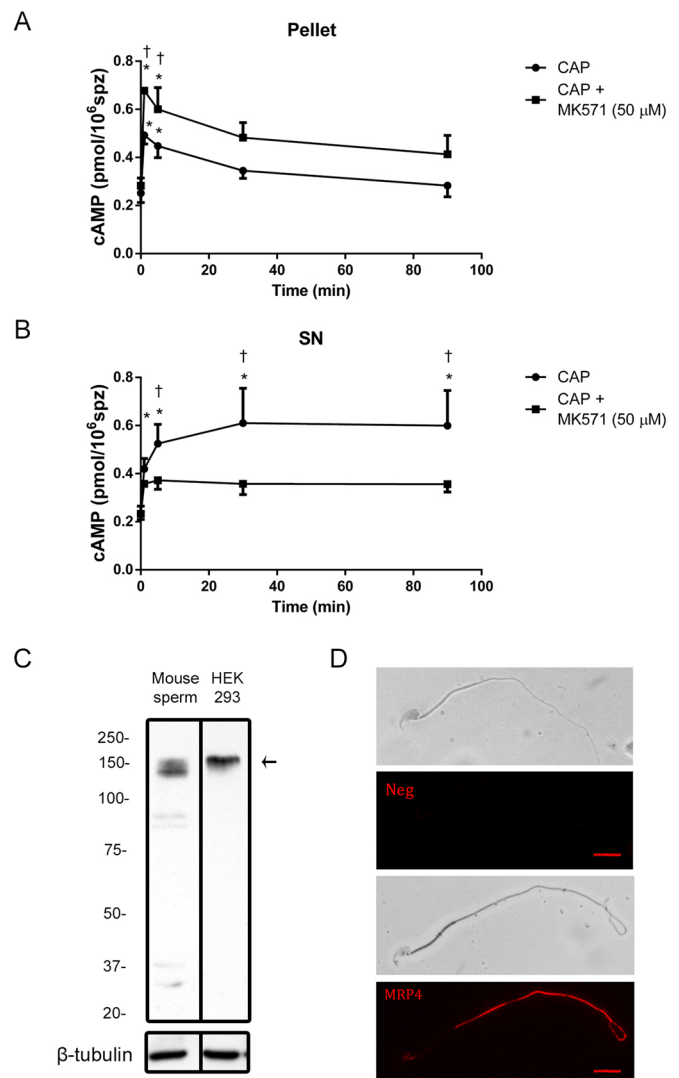 A
Pellet
† †
* *
* *
0.8
0.6
0.4
0.2
0.0
cAMP (pmol/10⁶spz)
0 20 40 60 80 100
Time (min)
CAP
CAP +
MK571 (50 μM)
B
SN
† † †
* * * *
0.8
0.6
0.4
0.2
0.0
cAMP (pmol/10⁶spz)
0 20 40 60 80 100
Time (min)
CAP
CAP +
MK571 (50 μM)
C
Mouse HEK
sperm 293
250-
150- ←
100-
75-
50-
37-
20-
β-tubulin
D
Neg
MRP4